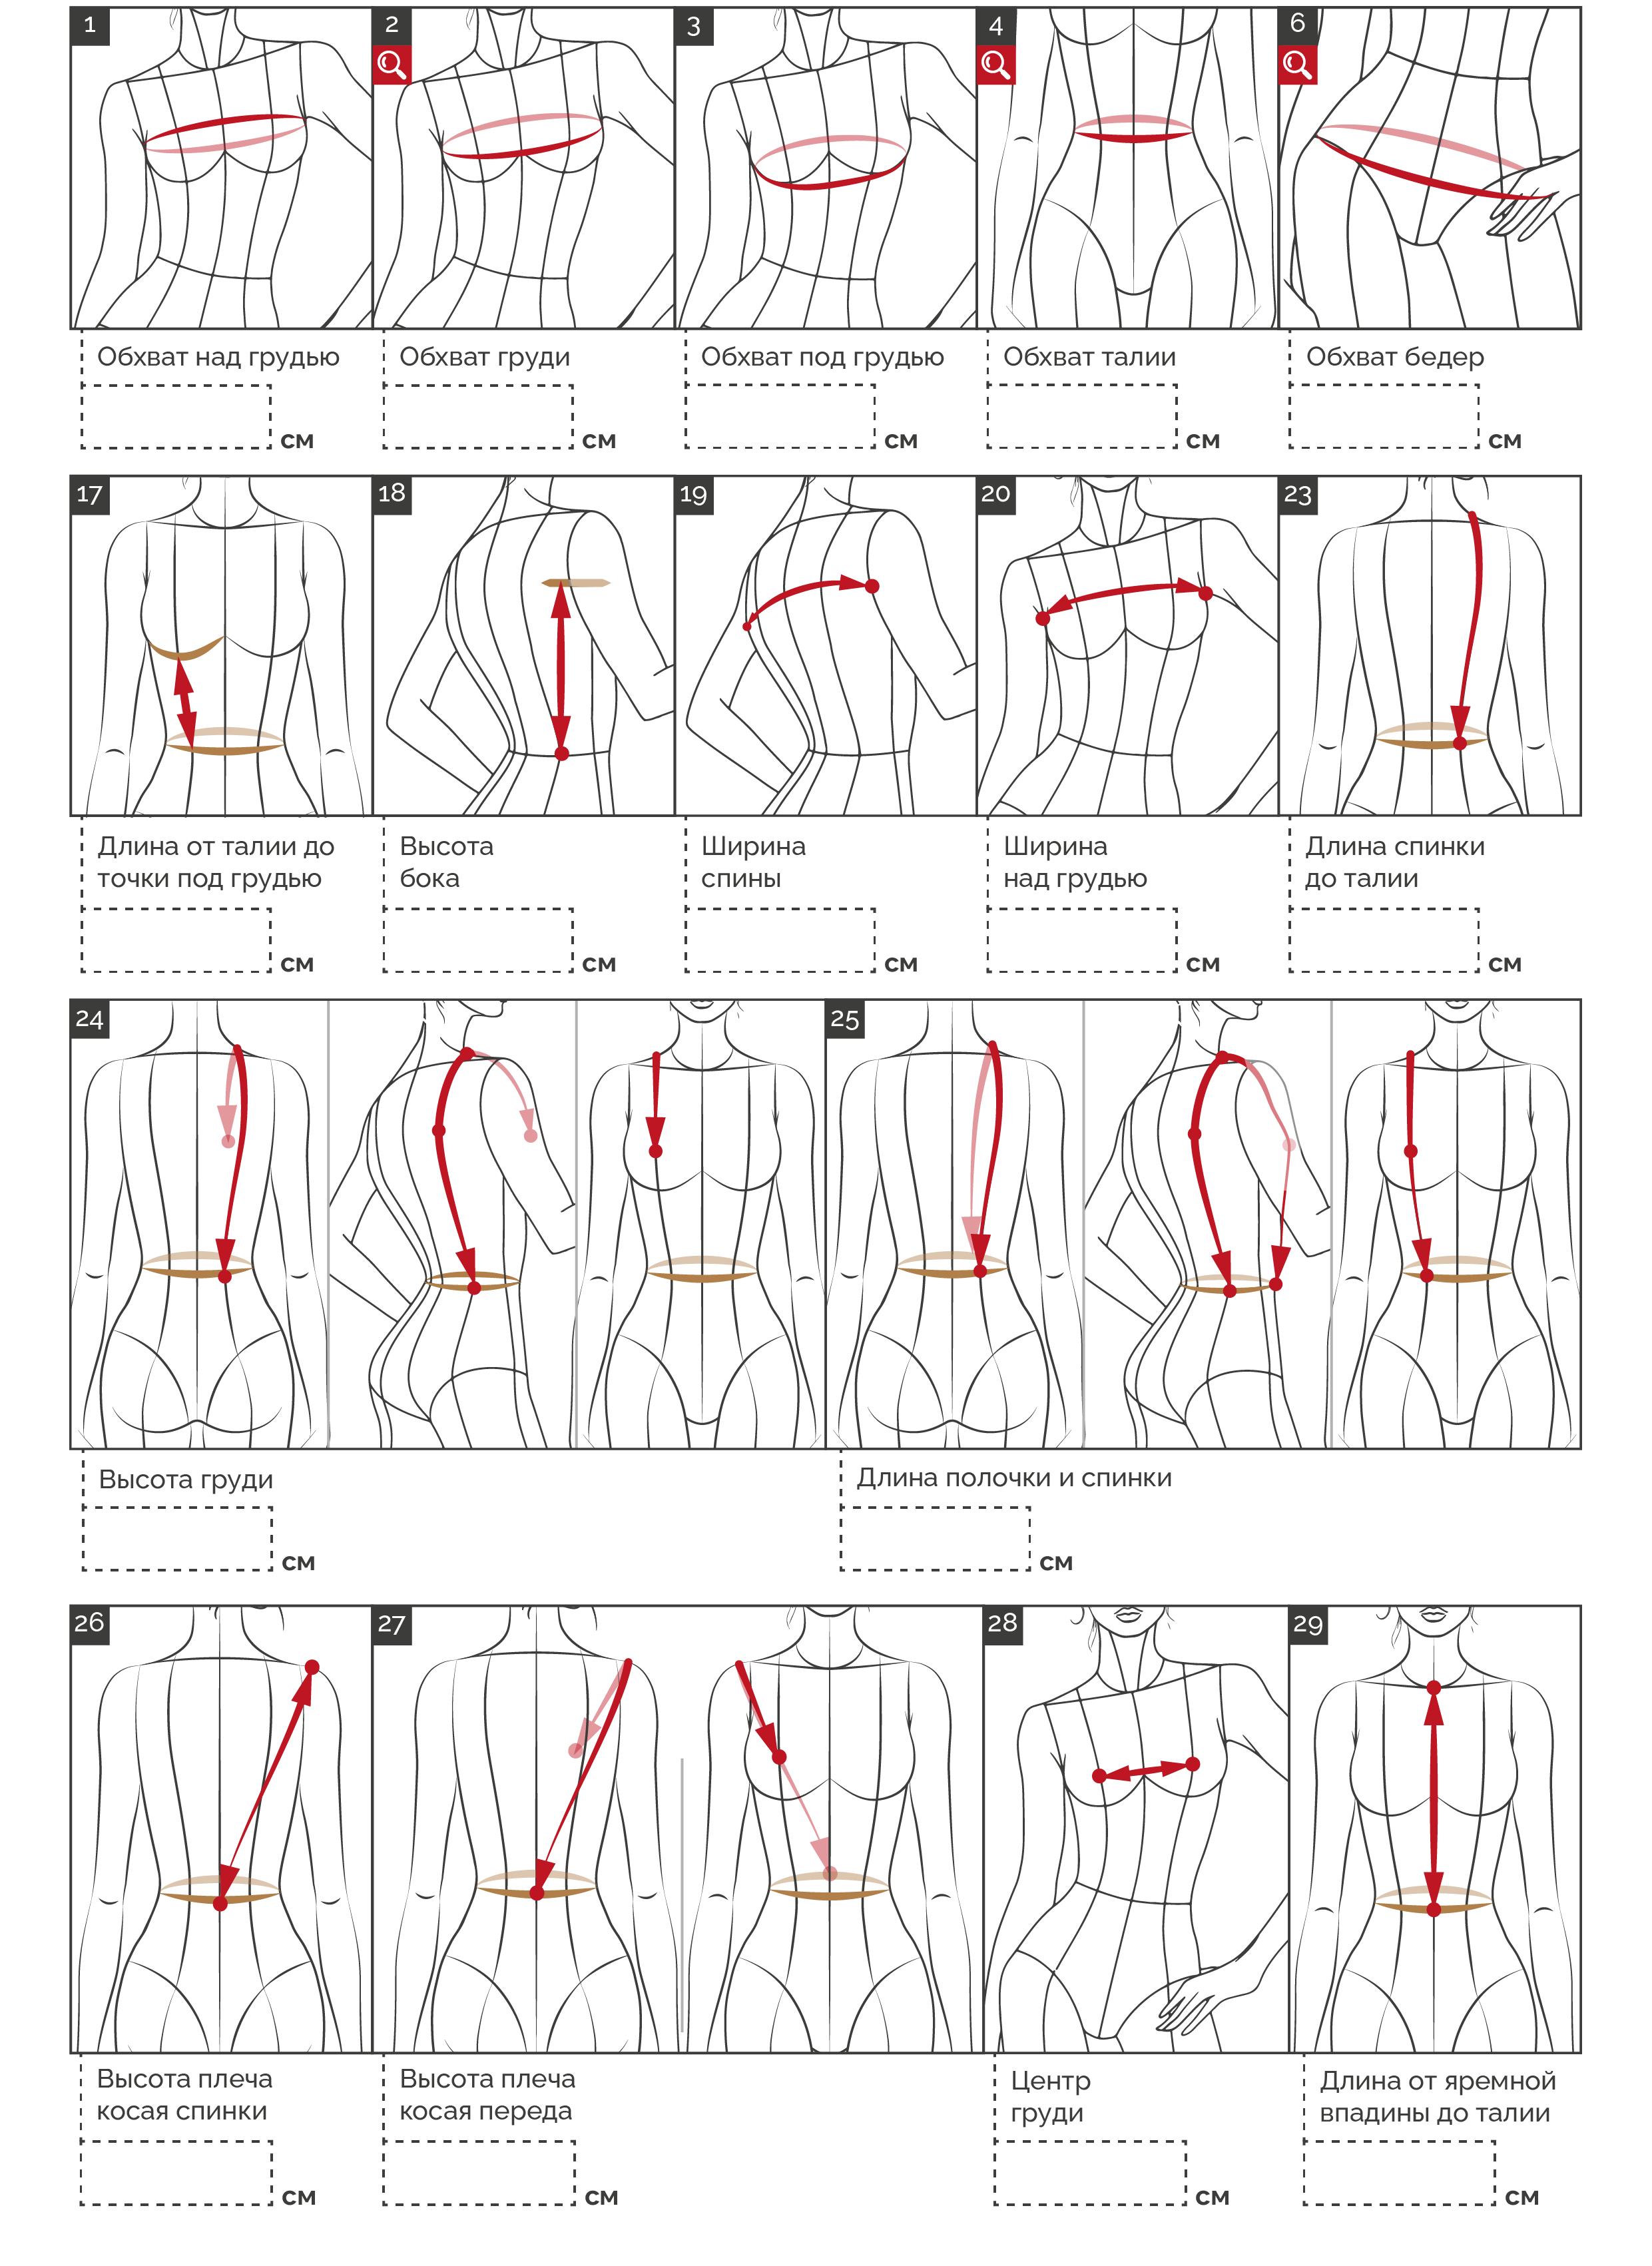 1
2
3
4
6
Обхват над грудью
Обхват груди
Обхват под грудью
Обхват талии
Обхват бедер
см
см
см
см
см
17
18
19
20
23
Длина от талии до
точки под грудью
Высота
бока
Ширина
спины
Ширина
над грудью
Длина спинки
до талии
см
см
см
см
см
24
25
Высота груди
Длина полочки и спинки
см
см
26
27
28
29
Высота плеча
косая спинки
Высота плеча
косая переда
Центр
груди
Длина от яремной
впадины до талии
см
см
см
см